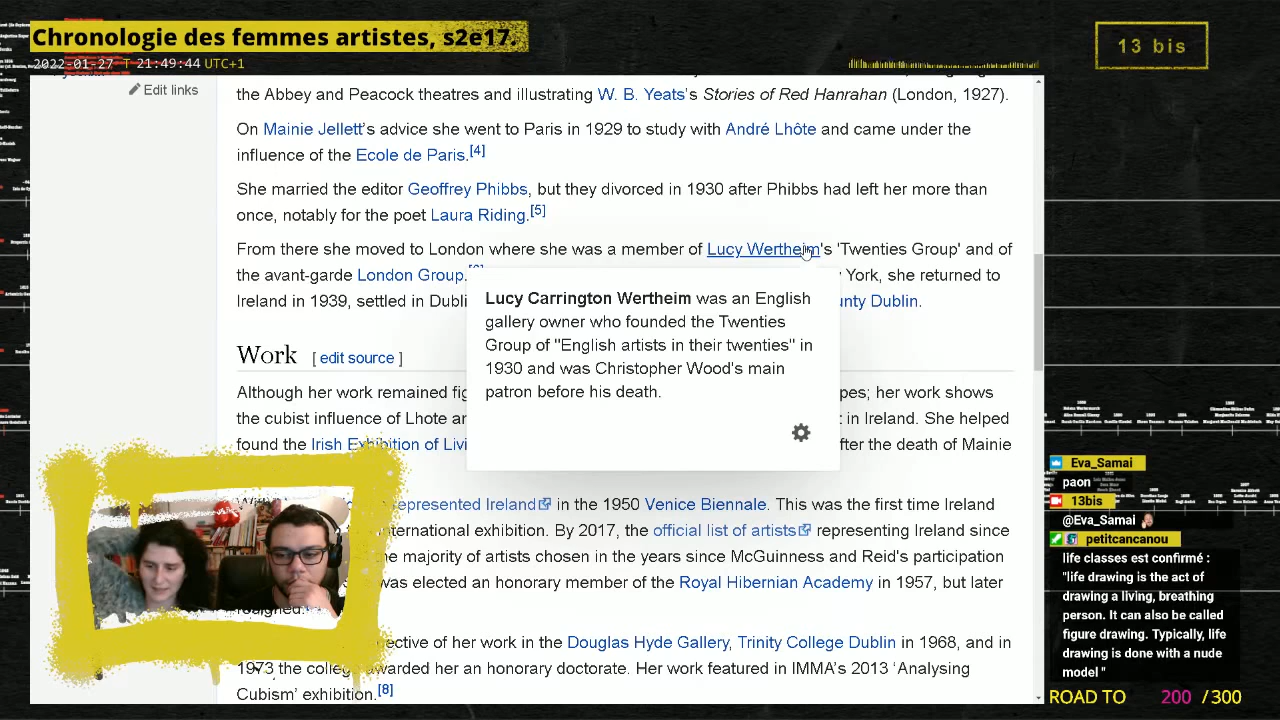 Chronologie des femmes artistes, s2e17.
2022-01-27 T 21:49:44 UTC+1
13 bis
Edit links
the Abbey and Peacock theatres and illustrating W. B. Yeats's Stories of Red Hanrahan (London, 1927).
On Mainie Jellett's advice she went to Paris in 1929 to study with André Lhôte and came under the
influence of the Ecole de Paris.[4]
She married the editor Geoffrey Phibbs, but they divorced in 1930 after Phibbs had left her more than
once, notably for the poet Laura Riding.[5]
From there she moved to London where she was a member of Lucy Wertheim's 'Twenties Group' and of
the avant-garde London Group.[6] York, she returned to
Ireland in 1939, settled in Dubli unty Dublin.
Lucy Carrington Wertheim was an English
gallery owner who founded the Twenties
Group of "English artists in their twenties" in
1930 and was Christopher Wood's main
patron before his death.
Work [ edit source ]
Although her work remained fig pes; her work shows
the cubist influence of Lhote ar t in Ireland. She helped
found the Irish Exhibition of Livi fter the death of Mainie
epresented Ireland in the 1950 Venice Biennale. This was the first time Ireland
ternational exhibition. By 2017, the official list of artists representing Ireland since
e majority of artists chosen in the years since McGuinness and Reid's participation
was elected an honorary member of the Royal Hibernian Academy in 1957, but later
resigned.
ective of her work in the Douglas Hyde Gallery, Trinity College Dublin in 1968, and in
1973 the colleg warded her an honorary doctorate. Her work featured in IMMA's 2013 'Analysing
Cubism' exhibition.[8]
Eva_Samai
paon
13bis
@Eva_Samai
petitcancanou
life classes est confirmé :
"life drawing is the act of
drawing a living, breathing
person. It can also be called
figure drawing. Typically, life
drawing is done with a nude
model "
ROAD TO 200 / 300